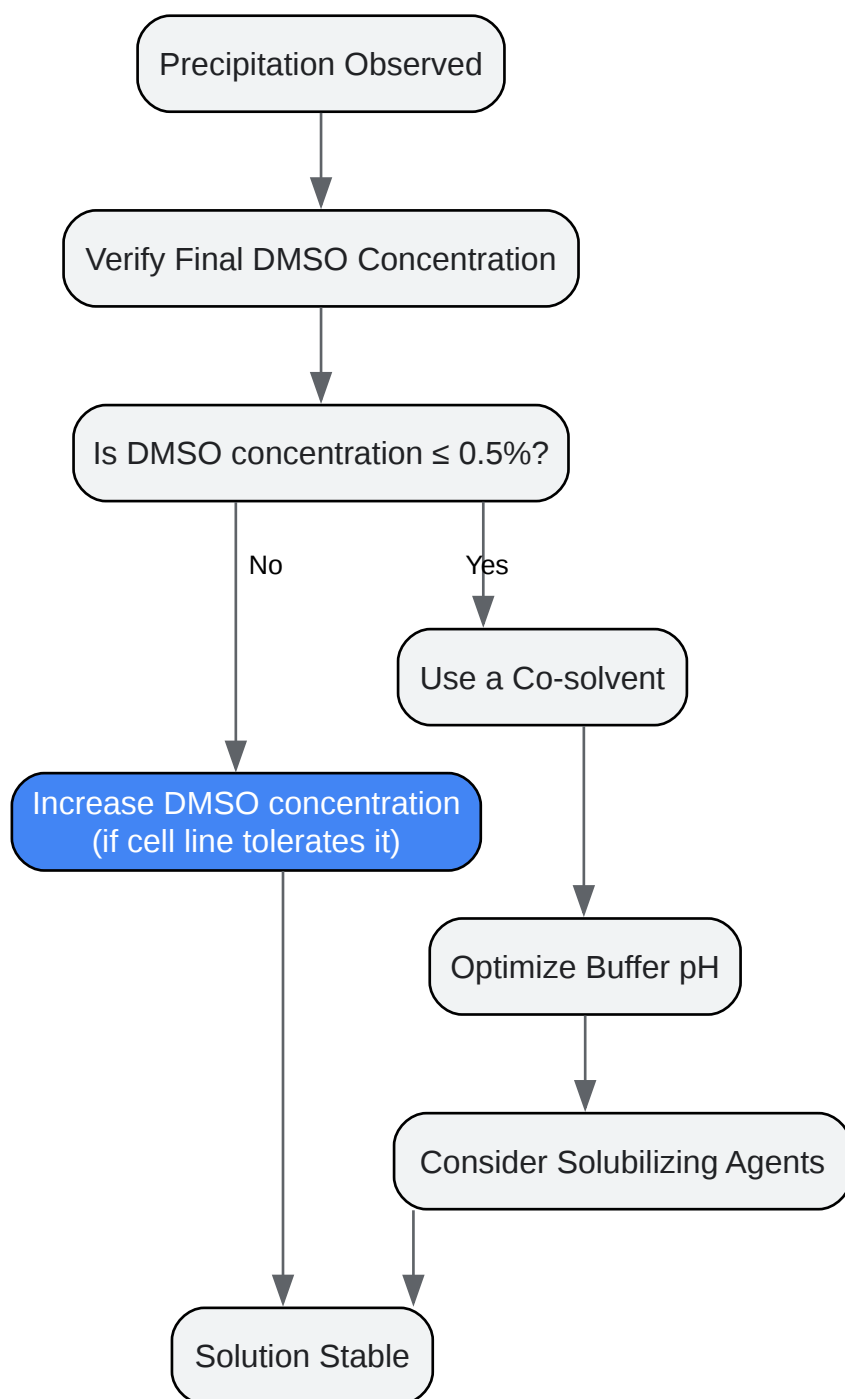 Precipitation Observed
Verify Final DMSO Concentration
Is DMSO concentration ≤ 0.5%?
No
Yes
Use a Co-solvent
Increase DMSO concentration
(if cell line tolerates it)
Optimize Buffer pH
Consider Solubilizing Agents
Solution Stable